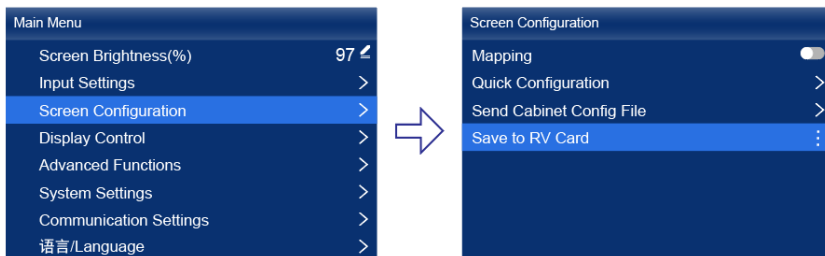 Main Menu
Screen Brightness(%) 97
Input Settings
Screen Configuration
Display Control
Advanced Functions
System Settings
Communication Settings
语言/Language
Screen Configuration
Mapping
Quick Configuration
Send Cabinet Config File
Save to RV Card